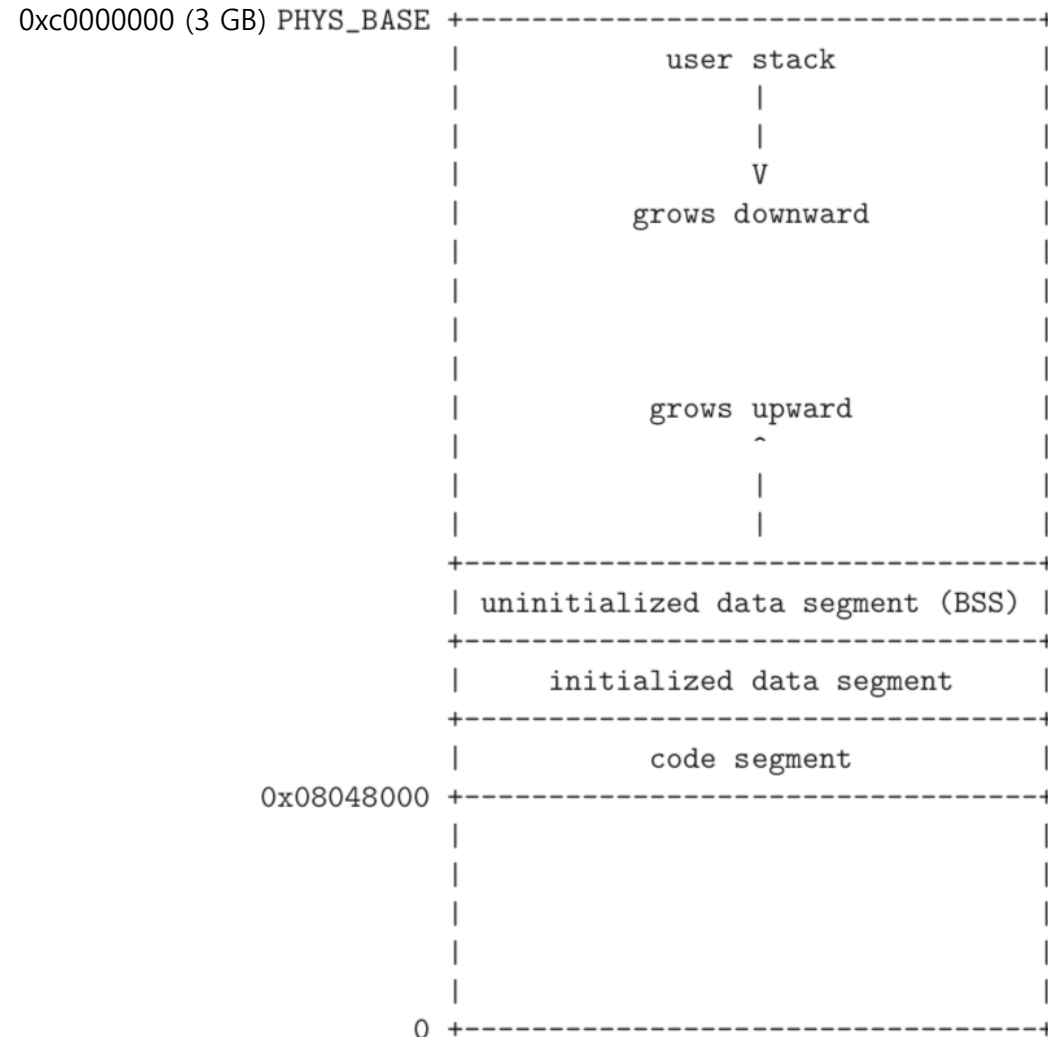 0xc0000000 (3 GB) PHYS_BASE +----------------------------------+
| user stack |
| | |
| | |
| V |
| grows downward |
| |
| |
| |
| |
| grows upward |
| ^ |
| | |
| | |
+----------------------------------+
| uninitialized data segment (BSS) |
+----------------------------------+
| initialized data segment |
+----------------------------------+
| code segment |
0x08048000 +----------------------------------+
| |
| |
| |
| |
| |
0 +----------------------------------+